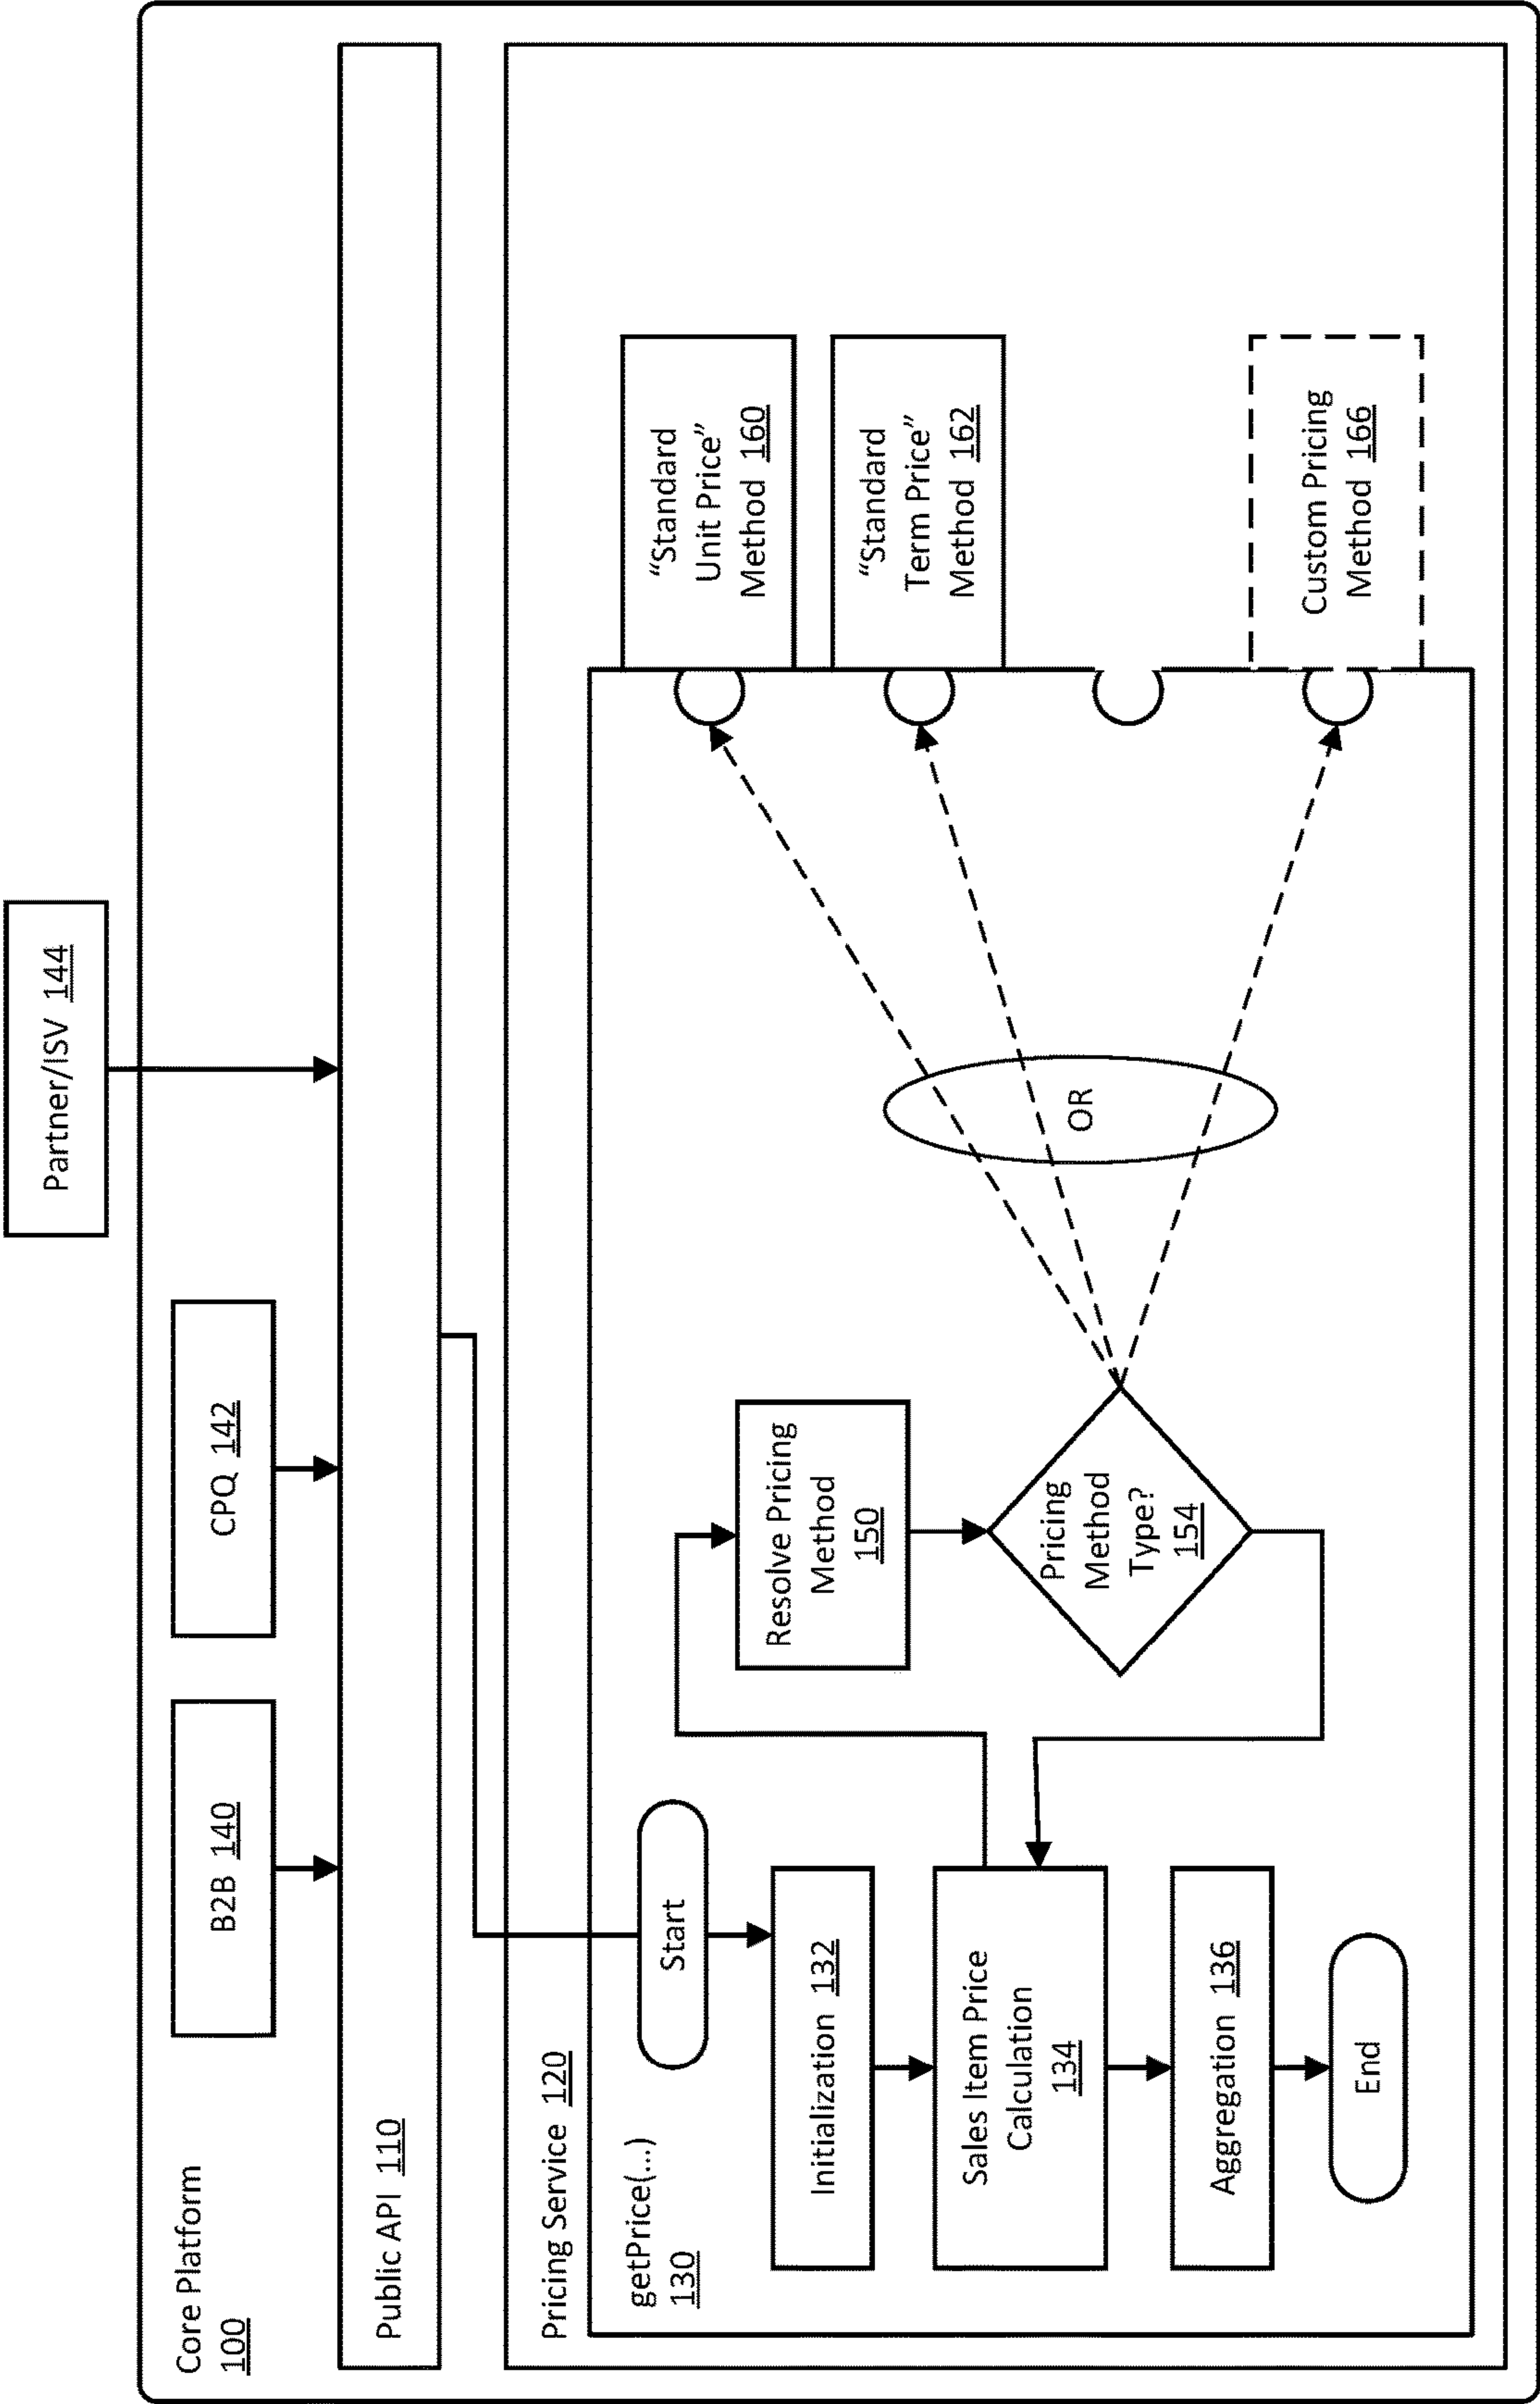 Partner/ISV 144
Core Platform
100
B2B 140
CPQ 142
Public API 110
Pricing Service 120
getPrice(...)
130
Start
Initialization 132
Sales Item Price
Calculation
134
Aggregation 136
End
Resolve Pricing
Method
150
Pricing
Method
Type?
154
OR
“Standard
Unit Price”
Method 160
“Standard
Term Price”
Method 162
Custom Pricing
Method 166